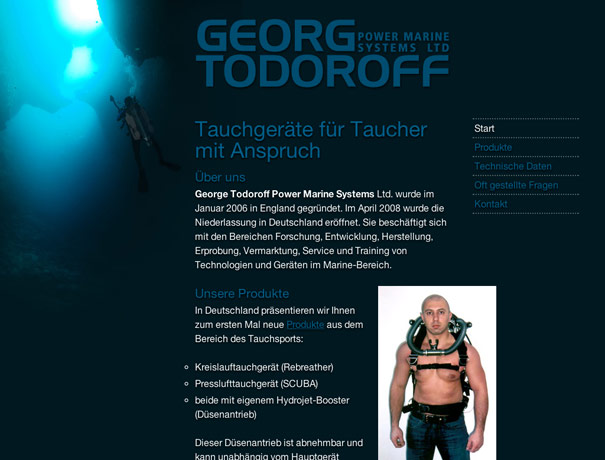 GEORG POWER MARINE
SYSTEMS LTD
TODOROFF
Tauchgeräte für Taucher
mit Anspruch
Über uns
George Todoroff Power Marine Systems Ltd. wurde im
Januar 2006 in England gegründet. Im April 2008 wurde die
Niederlassung in Deutschland eröffnet. Sie beschäftigt sich
mit den Bereichen Forschung, Entwicklung, Herstellung,
Erprobung, Vermarktung, Service und Training von
Technologien und Geräten im Marine-Bereich.
Unsere Produkte
In Deutschland präsentieren wir Ihnen
zum ersten Mal neue Produkte aus dem
Bereich des Tauchsports:
Kreislauftauchgerät (Rebreather)
Presslufttauchgerät (SCUBA)
beide mit eigenem Hydrojet-Booster
(Düsenantrieb)
Dieser Düsenantrieb ist abnehmbar und
kann unabhängig vom Hauptgerät
Start
Produkte
Technische Daten
Oft gestellte Fragen
Kontakt